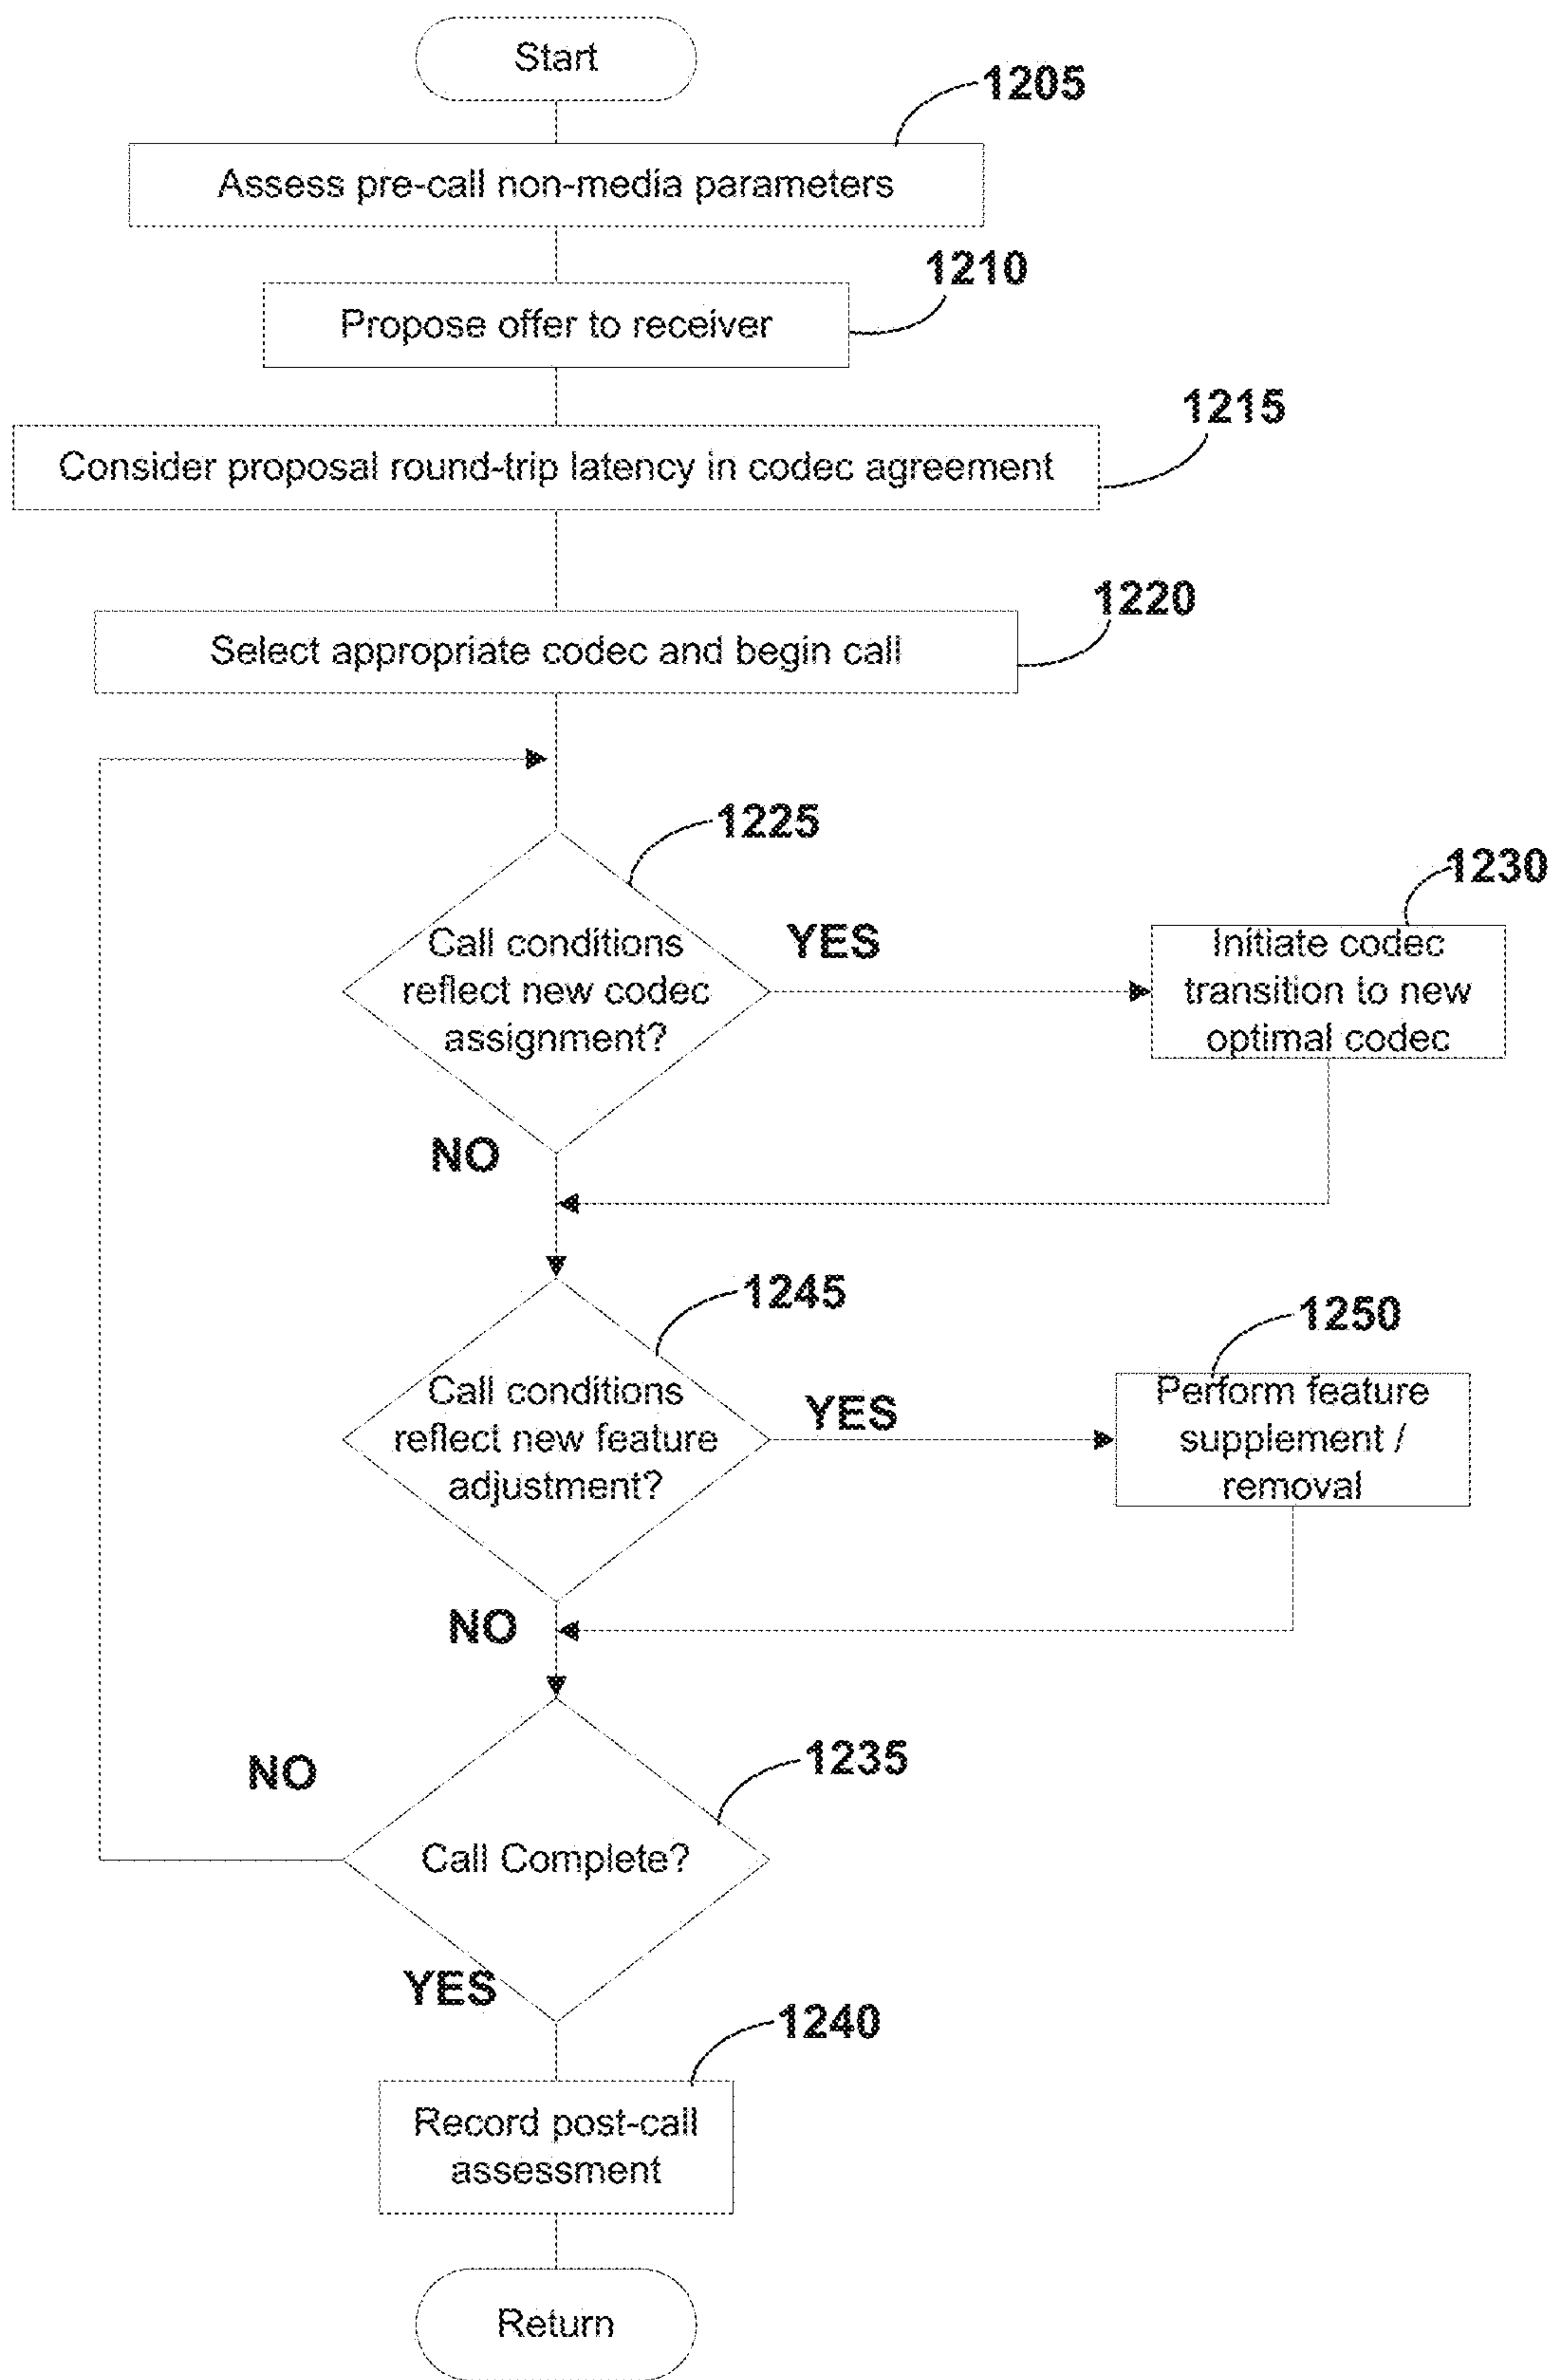 Start
1205
Assess pre-call non-media parameters
1210
Propose offer to receiver
1215
Consider proposal round-trip latency in codec agreement
1220
Select appropriate codec and begin call
1225
Call conditions
reflect new codec
assignment?
YES
1230
Initiate codec
transition to new
optimal codec
NO
1245
Call conditions
reflect new feature
adjustment?
YES
1250
Perform feature
supplement /
removal
NO
1235
NO
Call Complete?
YES
1240
Record post-call
assessment
Return